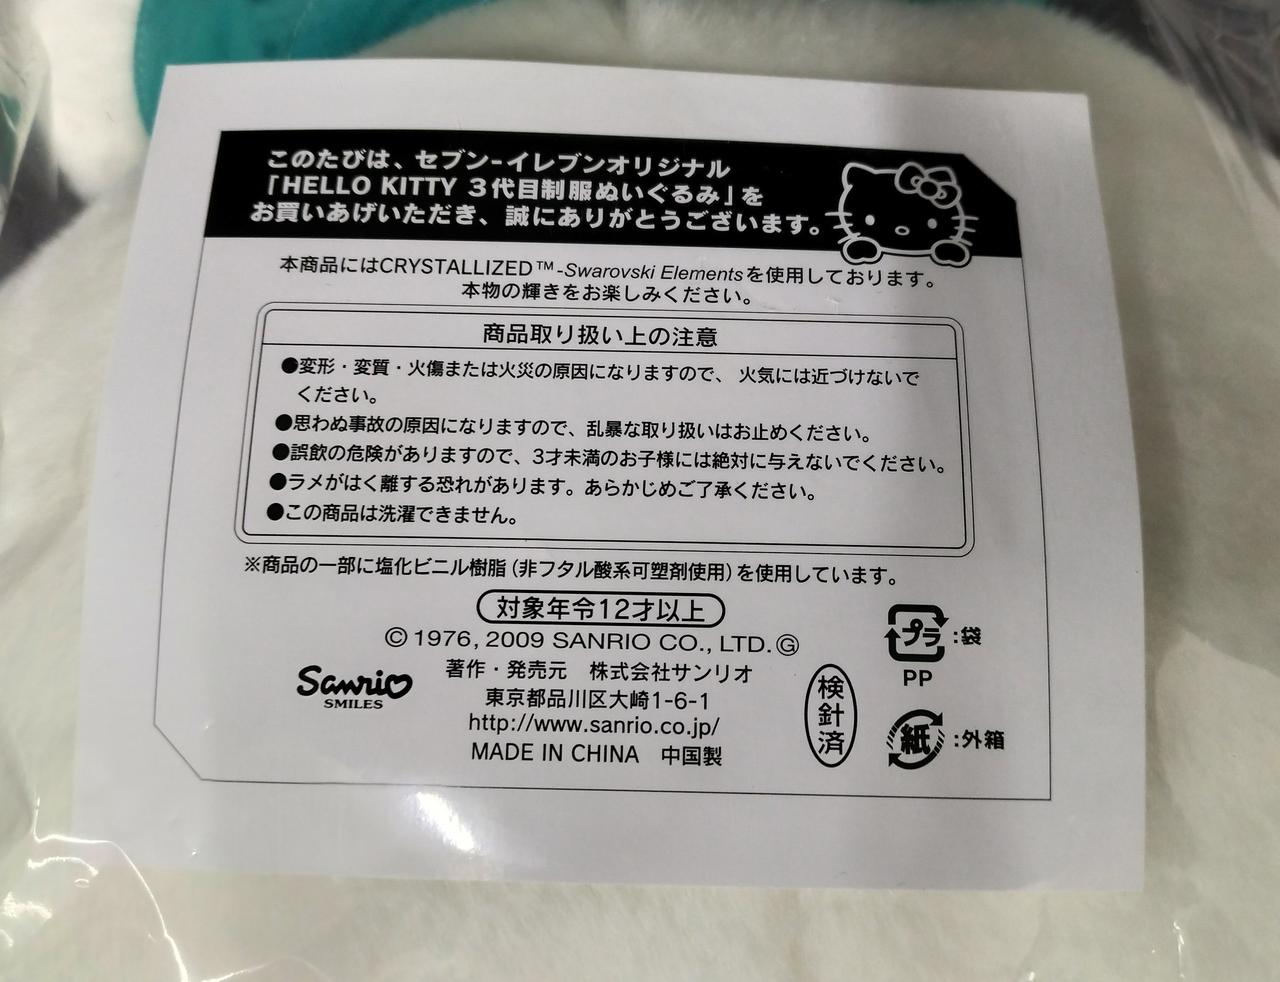 このたびは、セブン-イレブンオリジナル
「HELLO KITTY 3代目制服ぬいぐるみ」を
お買いあげいただき、誠にありがとうございます。
本商品にはCRYSTALLIZED™-Swarovski Elementsを使用しております。
本物の輝きをお楽しみください。
商品取り扱い上の注意
●変形・変質・火傷または火災の原因になりますので、火気には近づけないで
ください。
●思わぬ事故の原因になりますので、乱暴な取り扱いはお止めください。
●誤飲の危険がありますので、3才未満のお子様には絶対に与えないでください。
●ラメがはく離する恐れがあります。あらかじめご了承ください。
●この商品は洗濯できません。
※商品の一部に塩化ビニル樹脂(非フタル酸系可塑剤使用)を使用しています。
対象年令12才以上
©1976, 2009 SANRIO CO., LTD. Ⓖ
著作・発売元 株式会社サンリオ
東京都品川区大崎1-6-1
http://www.sanrio.co.jp/
MADE IN CHINA 中国製
Sanrio
SMILES
検針済
プラ:袋
PP
紙:外箱